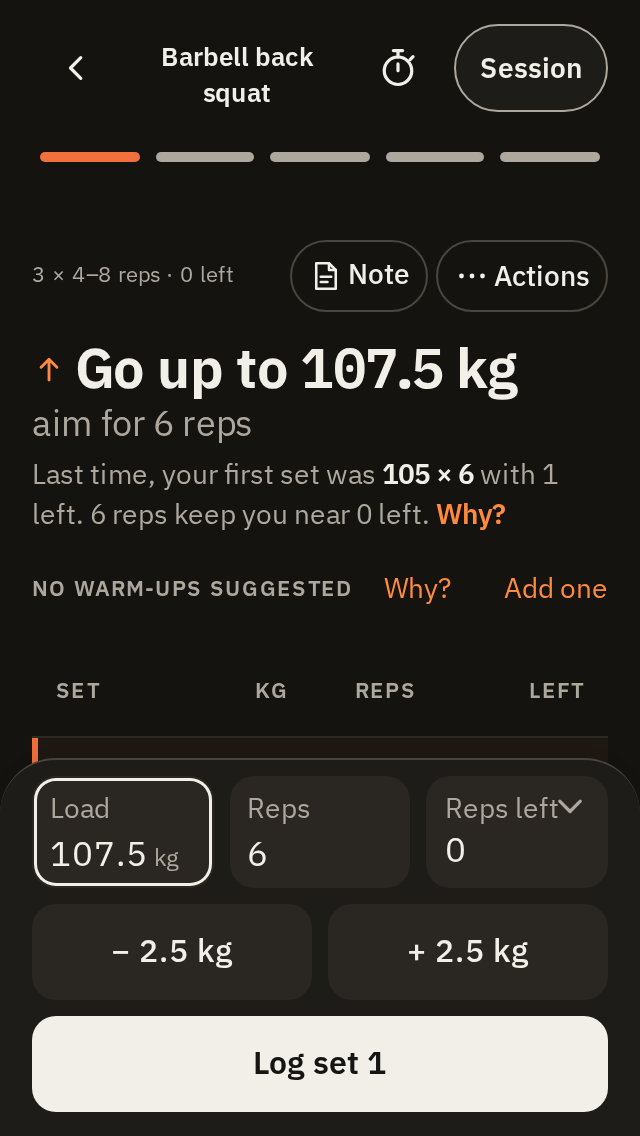 Barbell back
squat
Session
3 × 4–8 reps · 0 left
Note
Actions
Go up to 107.5 kg
aim for 6 reps
Last time, your first set was 105 × 6 with 1
left. 6 reps keep you near 0 left. Why?
NO WARM-UPS SUGGESTED Why? Add one
SET KG REPS LEFT
Load
107.5 kg
Reps
6
Reps left
0
– 2.5 kg
+ 2.5 kg
Log set 1